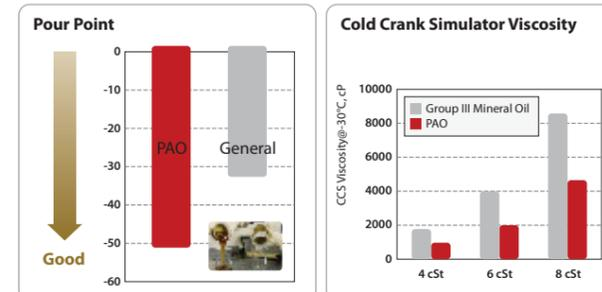 Pour Point
0
-10
-20
-30
-40
-50
-60
PAO
General
Good
Cold Crank Simulator Viscosity
CCS Viscosity@-30°C, cP
10000
8000
6000
4000
2000
0
Group III Mineral Oil
PAO
4 cSt
6 cSt
8 cSt